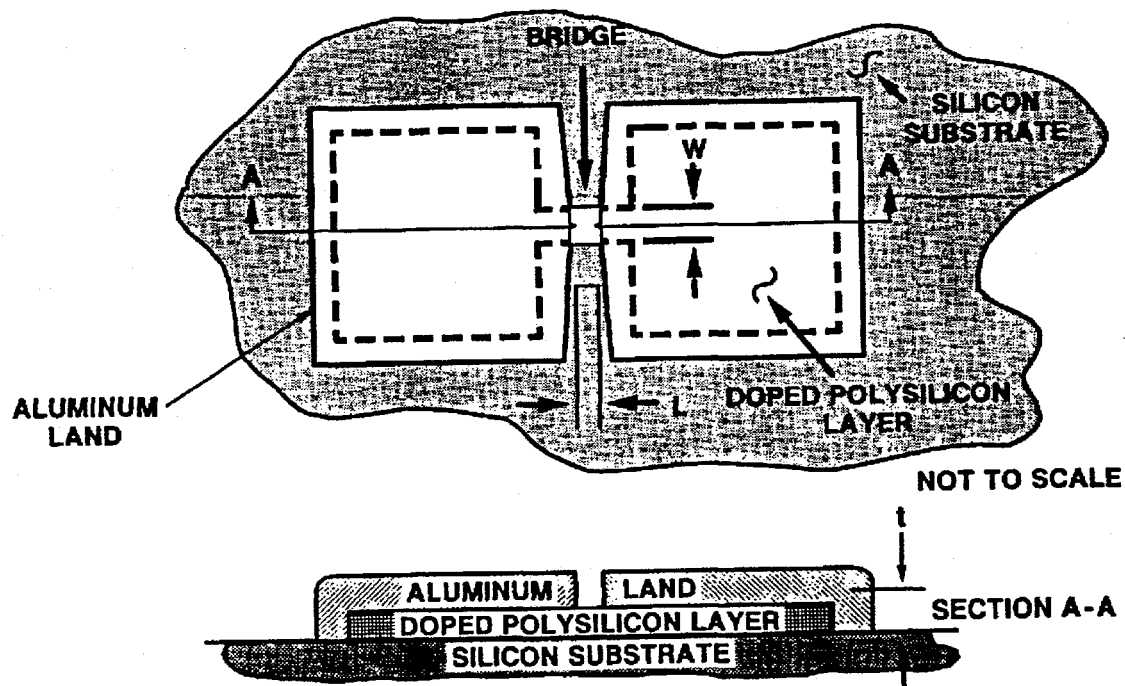 BRIDGE
SILICON
SUBSTRATE
W
A
A
ALUMINUM
LAND
L
DOPED POLYSILICON
LAYER
NOT TO SCALE
t
ALUMINUM LAND
DOPED POLYSILICON LAYER
SECTION A-A
SILICON SUBSTRATE